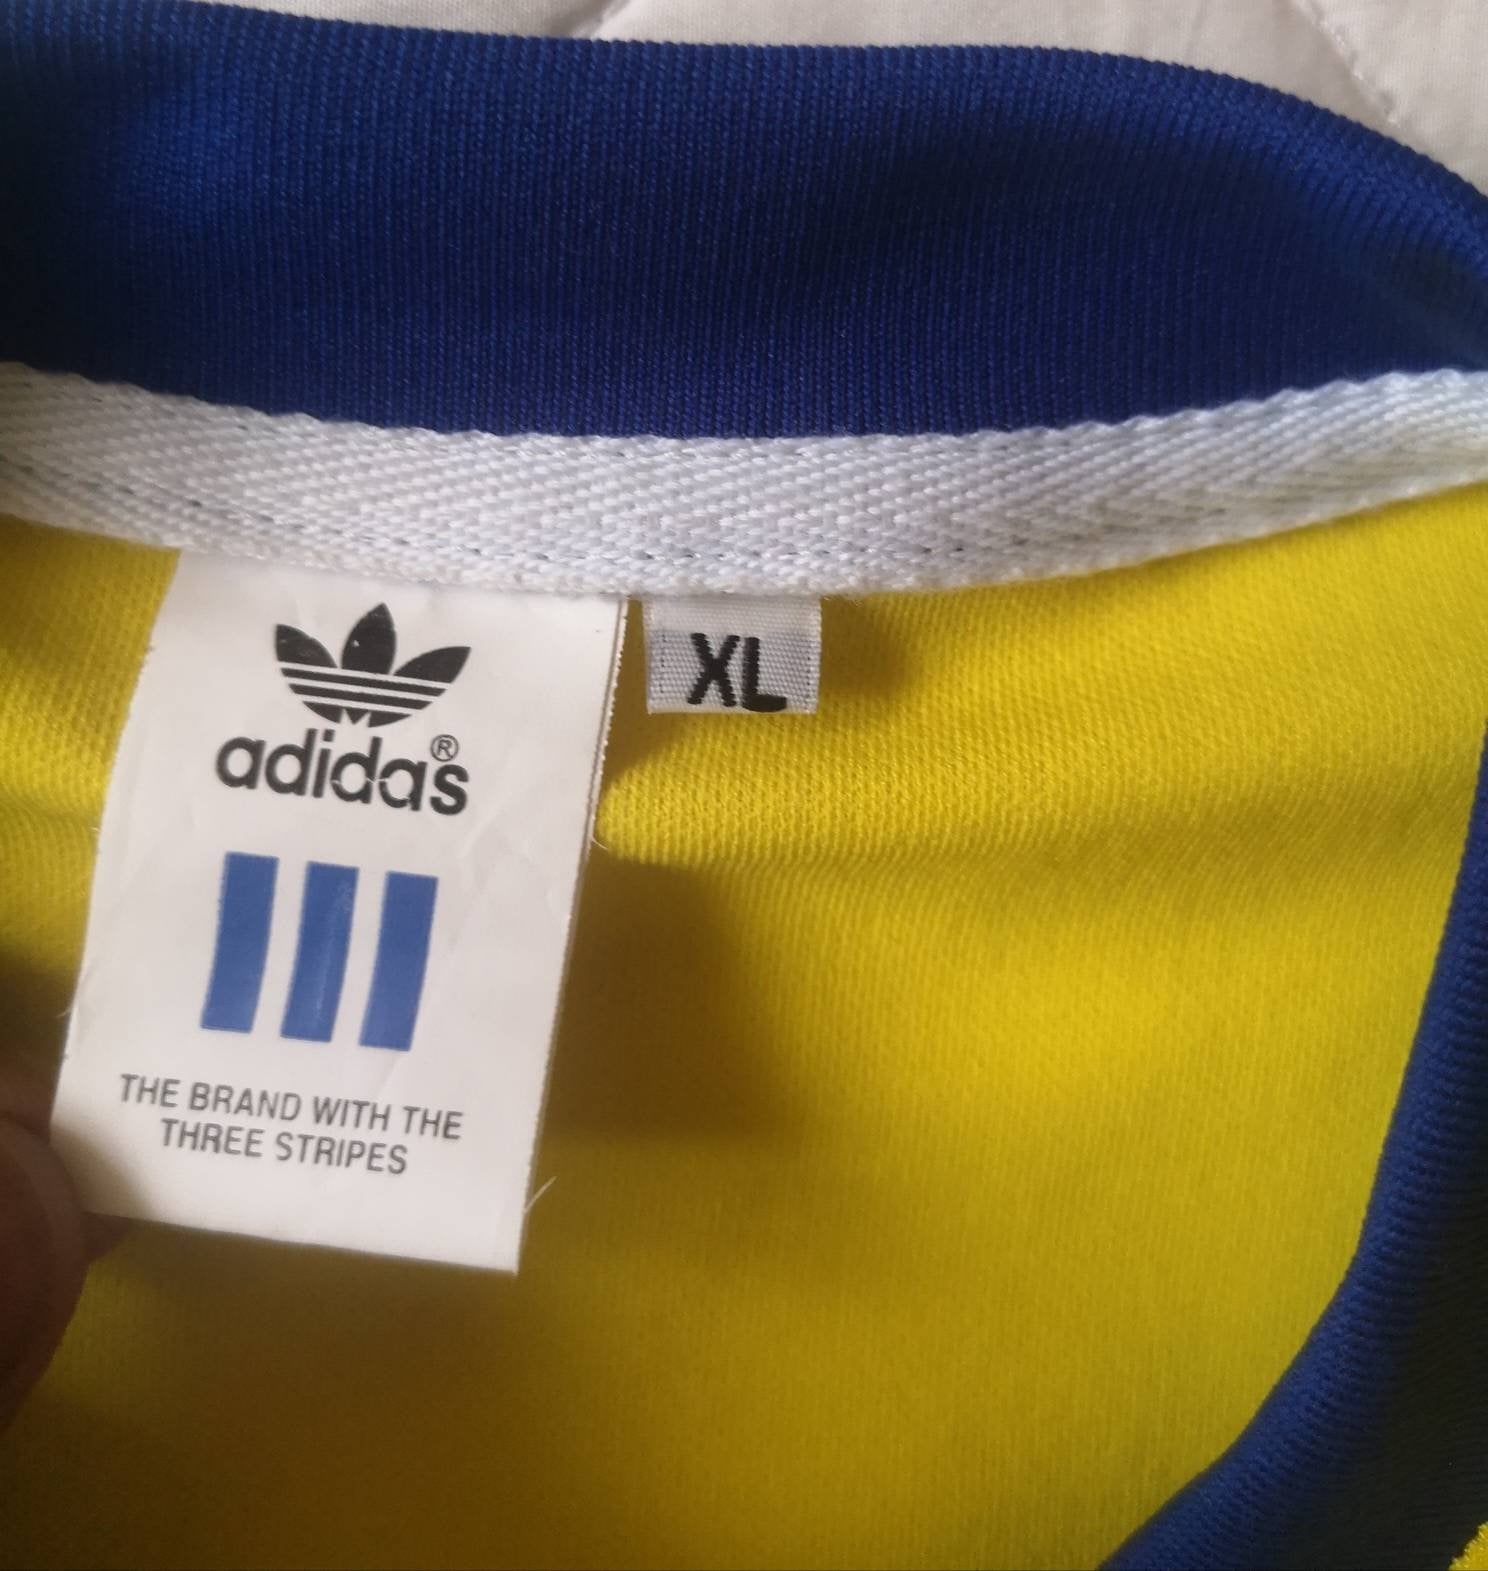 adidas®
XL
THE BRAND WITH THE
THREE STRIPES